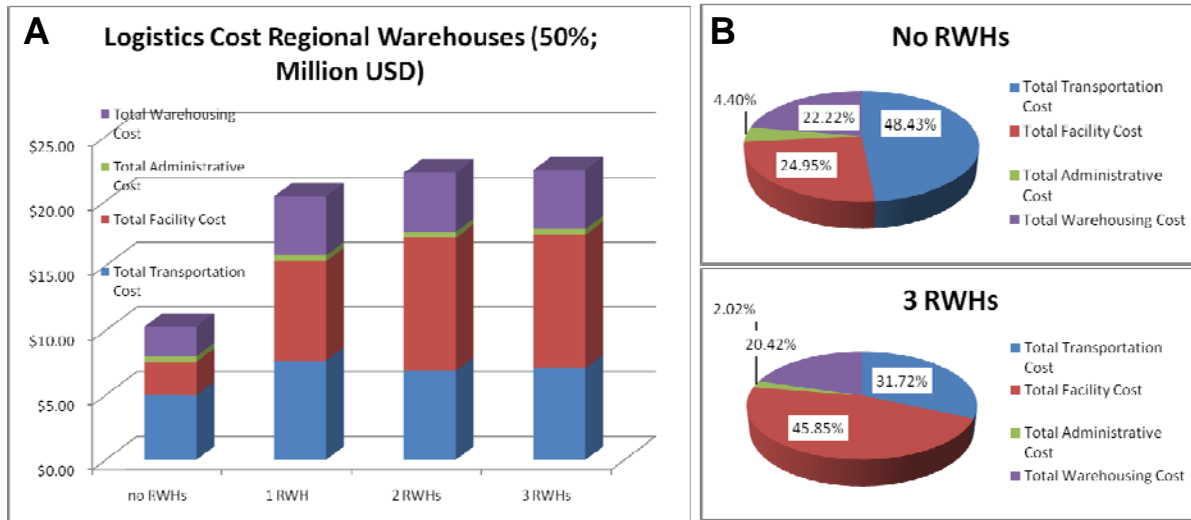 A
Logistics Cost Regional Warehouses (50%;
Million USD)
Total Warehousing
Cost
Total Administrative
Cost
Total Facility Cost
Total Transportation
Cost
$25.00
$20.00
$15.00
$10.00
$5.00
$0.00
no RWHs
1 RWH
2 RWHs
3 RWHs
B
No RWHs
4.40%
22.22%
48.43%
24.95%
Total Transportation
Cost
Total Facility Cost
Total Administrative
Cost
Total Warehousing Cost
3 RWHs
2.02%
20.42%
31.72%
45.85%
Total Transportation
Cost
Total Facility Cost
Total Administrative
Cost
Total Warehousing Cost